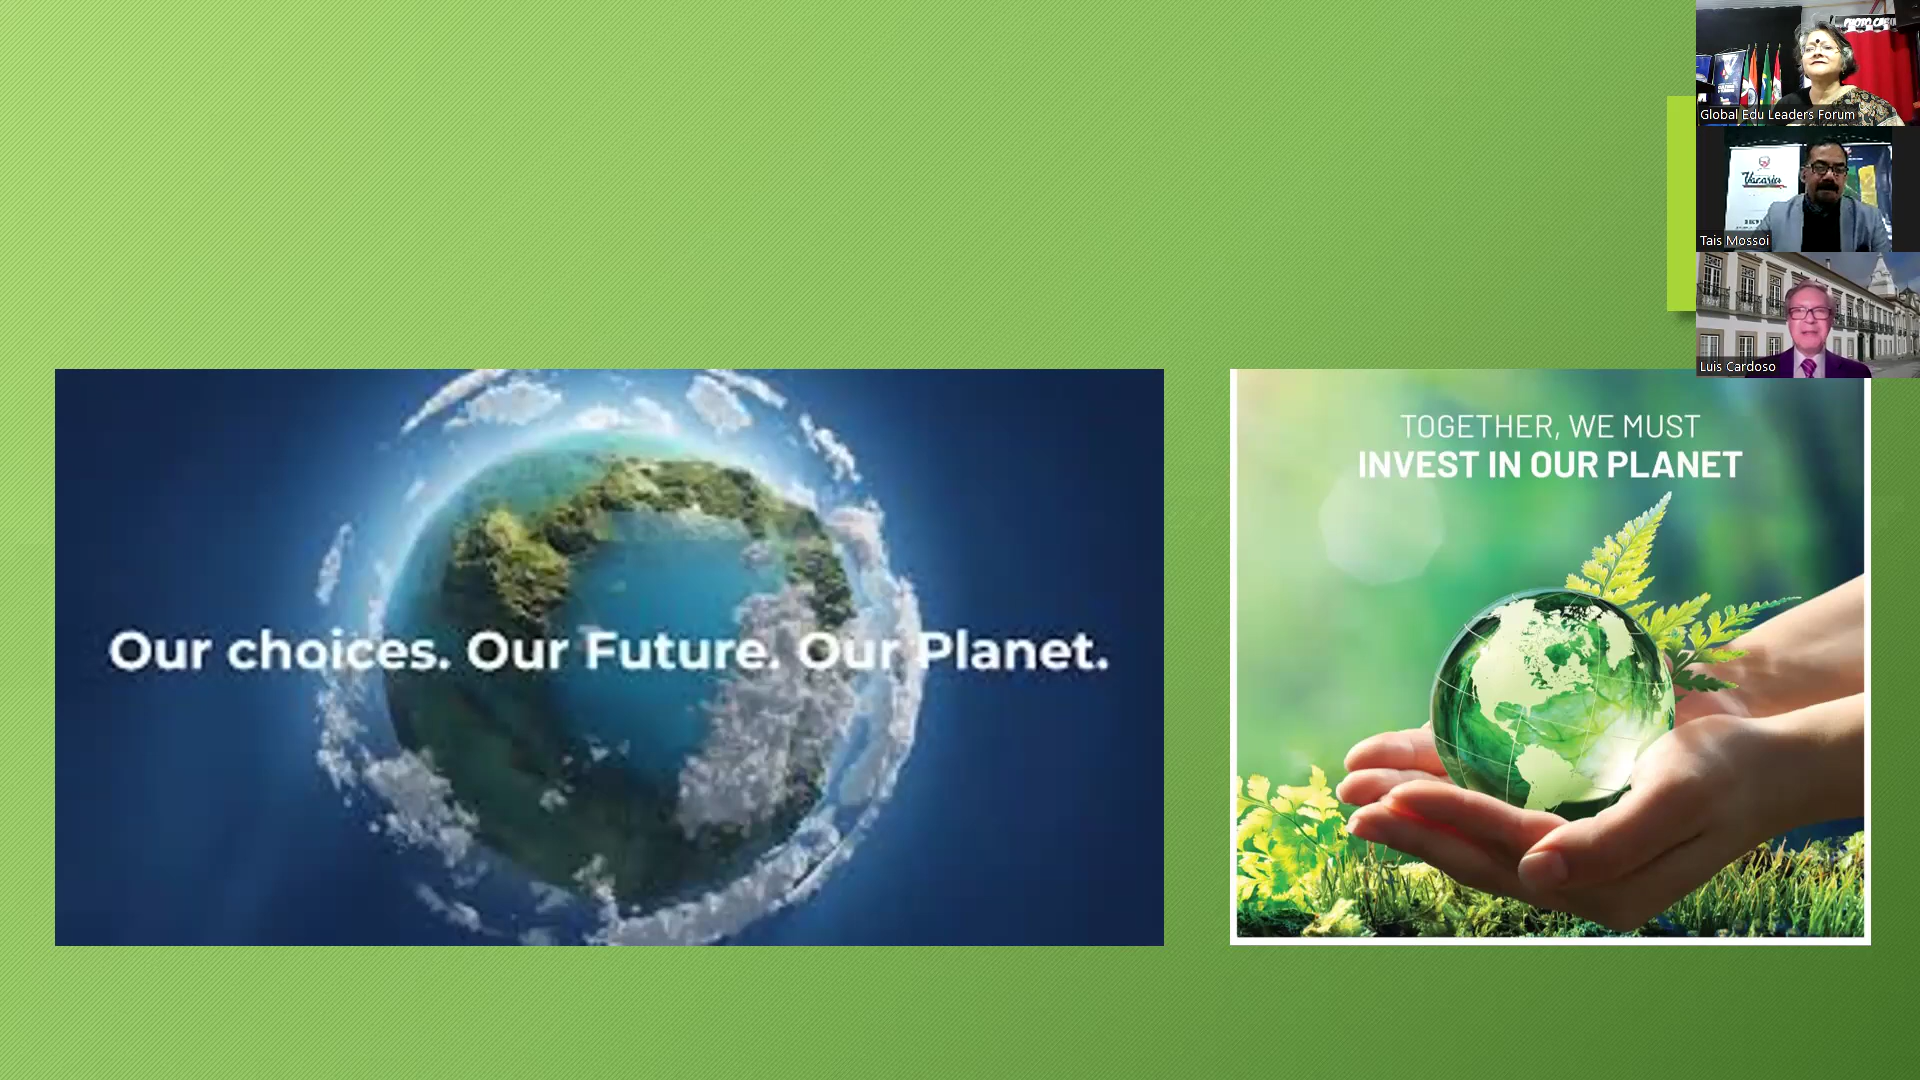 Our choices. Our Future. Our Planet.
TOGETHER, WE MUST
INVEST IN OUR PLANET
Global Edu Leaders Forum
Vacaria
Tais Mossoi
Luis Cardoso